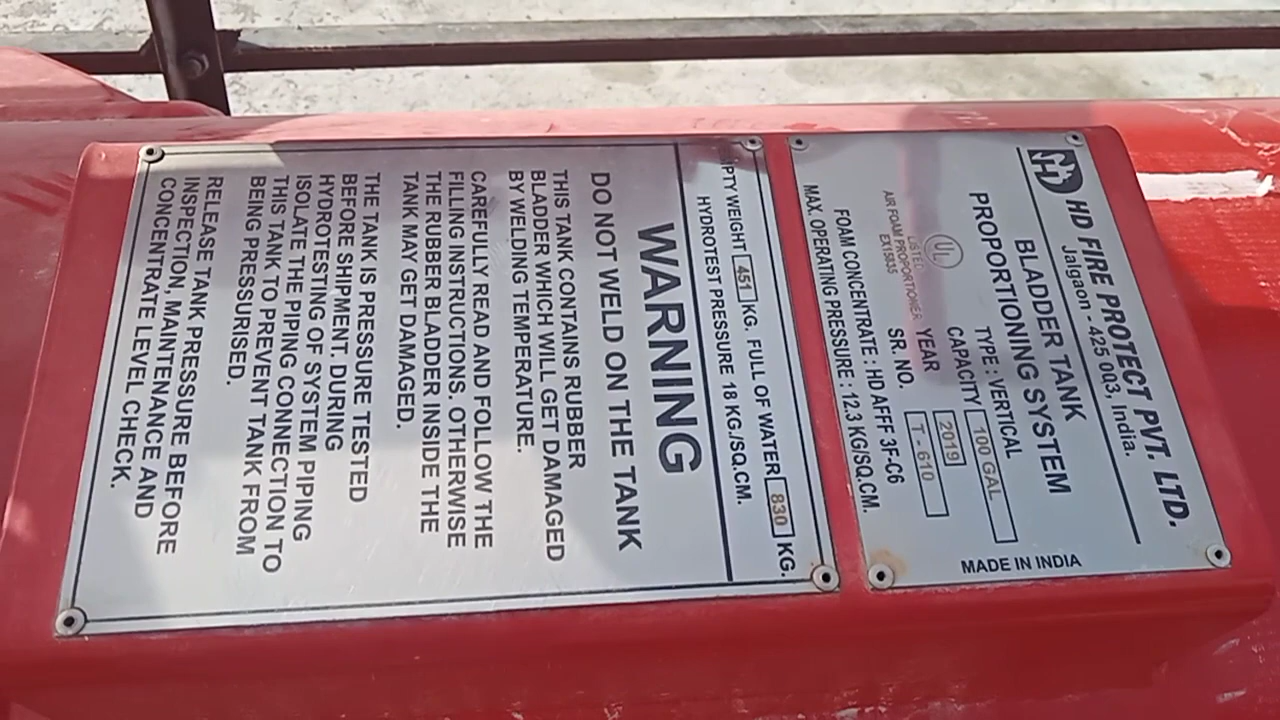 HD FIRE PROTECT PVT. LTD.
Jalgaon - 425 003, India.
BLADDER TANK
PROPORTIONING SYSTEM
TYPE : VERTICAL
CAPACITY 100 GAL
YEAR 2019
SR. NO. T - 610
UL
LISTED
AIR FOAM PROPORTIONER
EX15835
FOAM CONCENTRATE : HD AFFF 3F-C6
MAX. OPERATING PRESSURE : 12.3 KG/SQ.CM.
MADE IN INDIA
WEIGHT 451 KG. FULL OF WATER 830 KG.
HYDROTEST PRESSURE 18 KG./SQ.CM.
WARNING
DO NOT WELD ON THE TANK
THIS TANK CONTAINS RUBBER
BLADDER WHICH WILL GET DAMAGED
BY WELDING TEMPERATURE.
CAREFULLY READ AND FOLLOW THE
FILLING INSTRUCTIONS. OTHERWISE
THE RUBBER BLADDER INSIDE THE
TANK MAY GET DAMAGED.
THE TANK IS PRESSURE TESTED
BEFORE SHIPMENT. DURING
HYDROTESTING OF SYSTEM PIPING
ISOLATE THE PIPING CONNECTION TO
THIS TANK TO PREVENT TANK FROM
BEING PRESSURISED.
RELEASE TANK PRESSURE BEFORE
INSPECTION, MAINTENANCE AND
CONCENTRATE LEVEL CHECK.